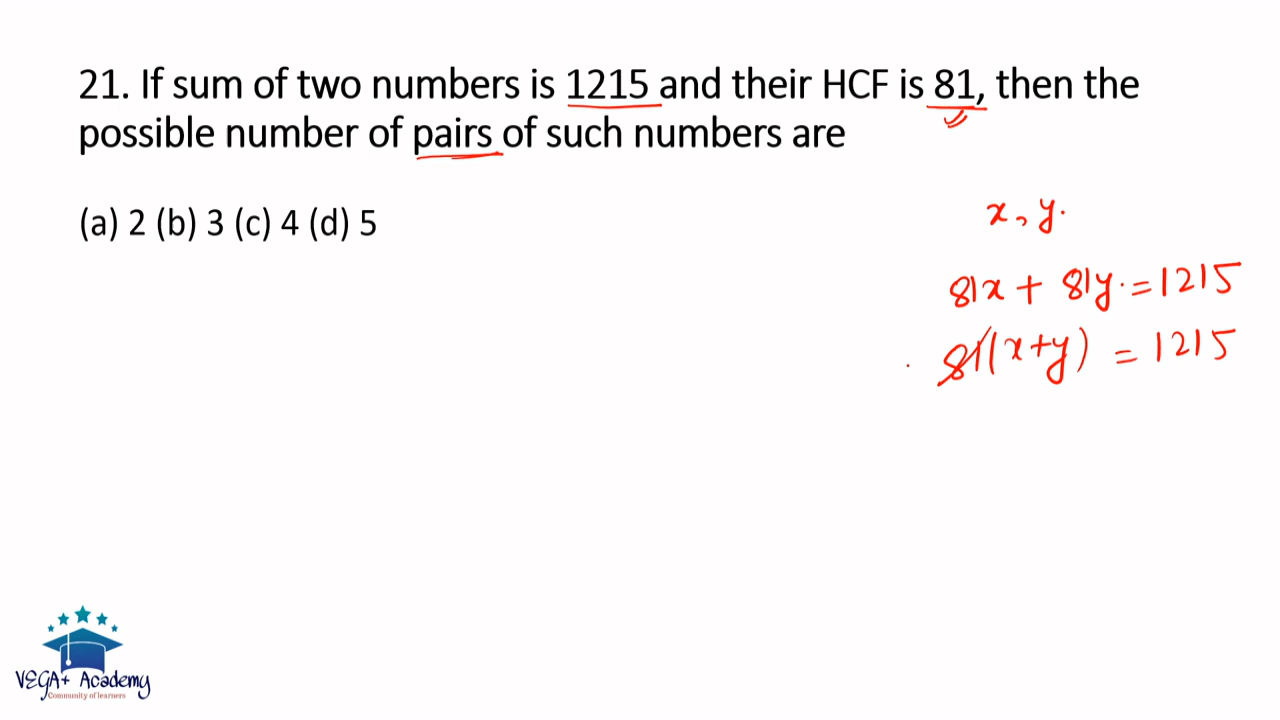 21. If sum of two numbers is 1215 and their HCF is 81, then the
possible number of pairs of such numbers are
(a) 2 (b) 3 (c) 4 (d) 5
x, y.
81x + 81y. = 1215
81(x+y) = 1215
VEGA+ Academy
Community of learners